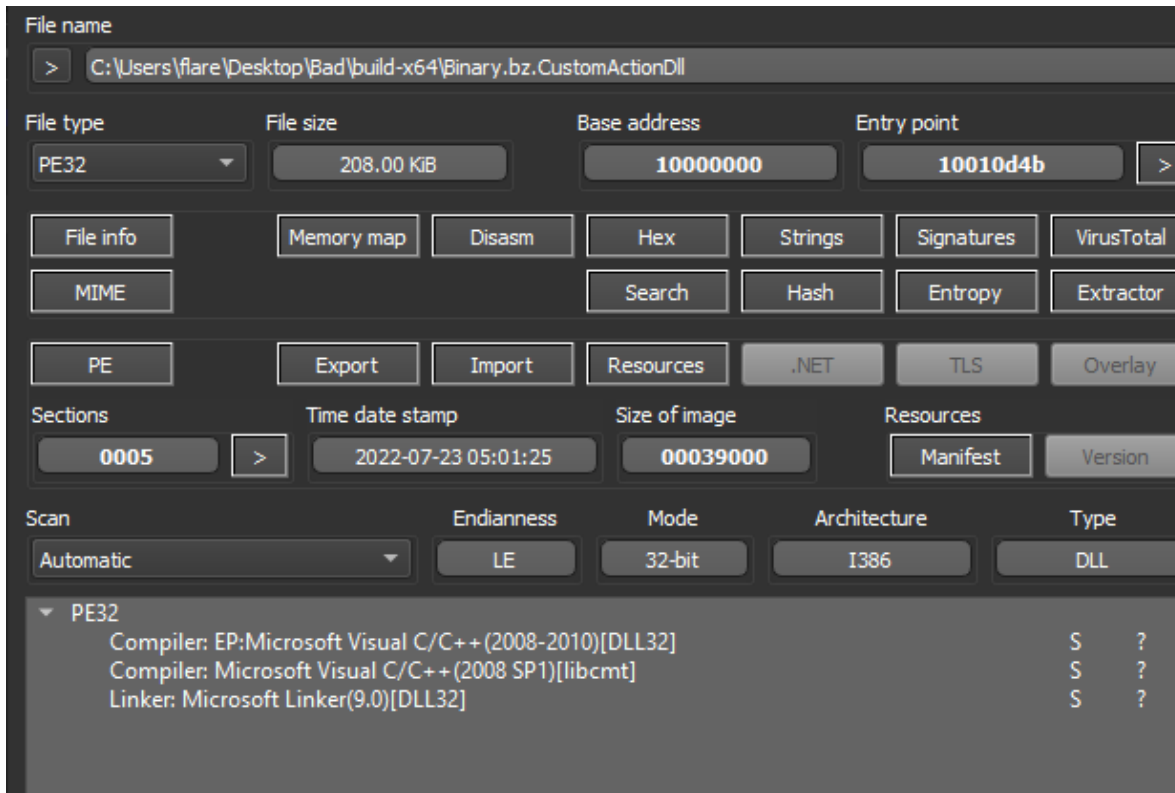 File name
> C:\Users\flare\Desktop\Bad\build-x64\Binary.bz.CustomActionDll
File type File size Base address Entry point
PE32 208.00 KiB 10000000 10010d4b >
File info Memory map Disasm Hex Strings Signatures VirusTotal
MIME Search Hash Entropy Extractor
PE Export Import Resources .NET TLS Overlay
Sections Time date stamp Size of image Resources
0005 > 2022-07-23 05:01:25 00039000 Manifest Version
Scan Endianness Mode Architecture Type
Automatic LE 32-bit I386 DLL
PE32
Compiler: EP:Microsoft Visual C/C++(2008-2010)[DLL32] S ?
Compiler: Microsoft Visual C/C++(2008 SP1)[libcmt] S ?
Linker: Microsoft Linker(9.0)[DLL32] S ?